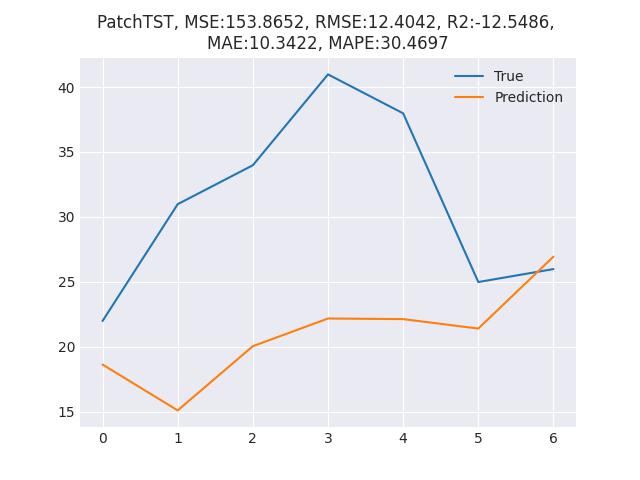 PatchTST, MSE:153.8652, RMSE:12.4042, R2:-12.5486,
MAE:10.3422, MAPE:30.4697
True
Prediction
40
35
30
25
20
15
0 1 2 3 4 5 6